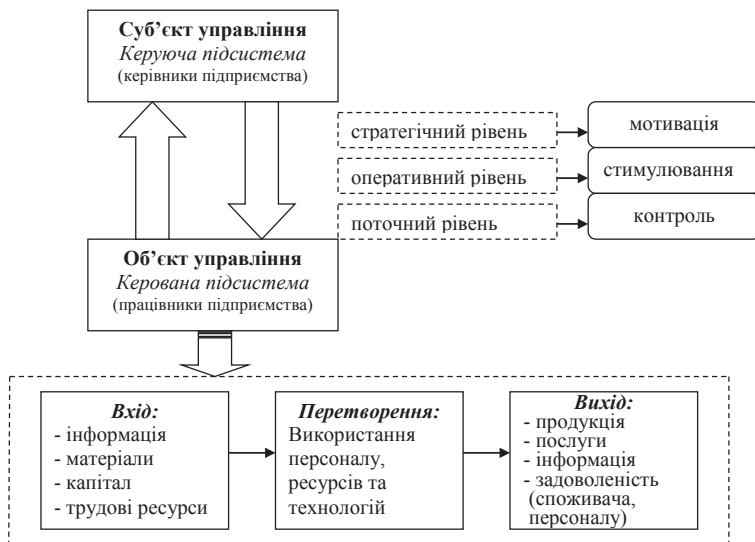 Суб’єкт управління
Керуюча підсистема
(керівники підприємства)
стратегічний рівень
мотивація
оперативний рівень
стимулювання
поточний рівень
контроль
Об’єкт управління
Керована підсистема
(працівники підприємства)
Вхід:
- інформація
- матеріали
- капітал
- трудові ресурси
Перетворення:
Використання
персоналу,
ресурсів та
технологій
Вихід:
- продукція
- послуги
- інформація
- задоволеність
(споживача,
персоналу)